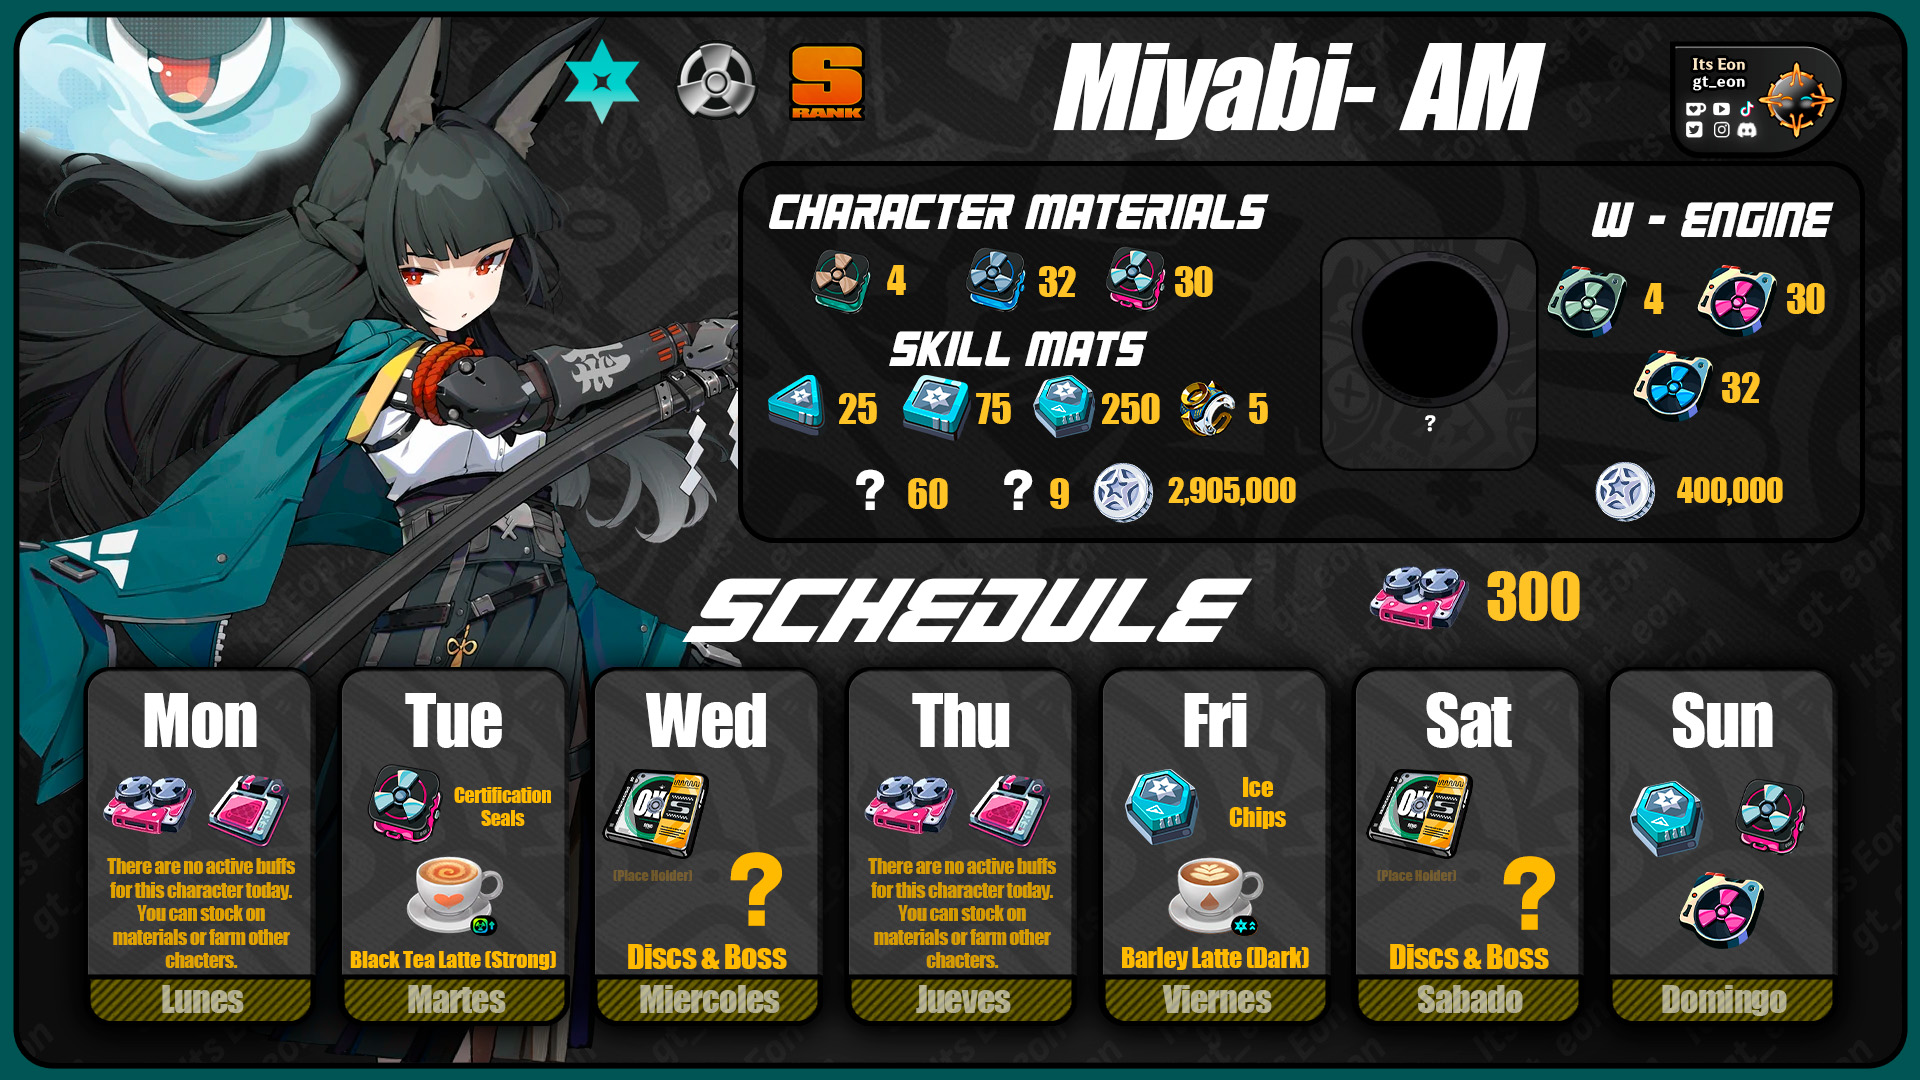 S
RANK
Miyabi- AM
Its Eon
gt_eon
CHARACTER MATERIALS
4
32
30
SKILL MATS
25
75
250
5
?
60
?
9
2,905,000
?
W - ENGINE
4
30
32
400,000
SCHEDULE
300
Mon
There are no active buffs
for this character today.
You can stock on
materials or farm other
chacters.
Lunes
Tue
Certification
Seals
Black Tea Latte (Strong)
Martes
Wed
(Place Holder)
?
Discs & Boss
Miercoles
Thu
There are no active buffs
for this character today.
You can stock on
materials or farm other
chacters.
Jueves
Fri
Ice
Chips
Barley Latte (Dark)
Viernes
Sat
(Place Holder)
?
Discs & Boss
Sabado
Sun
Domingo